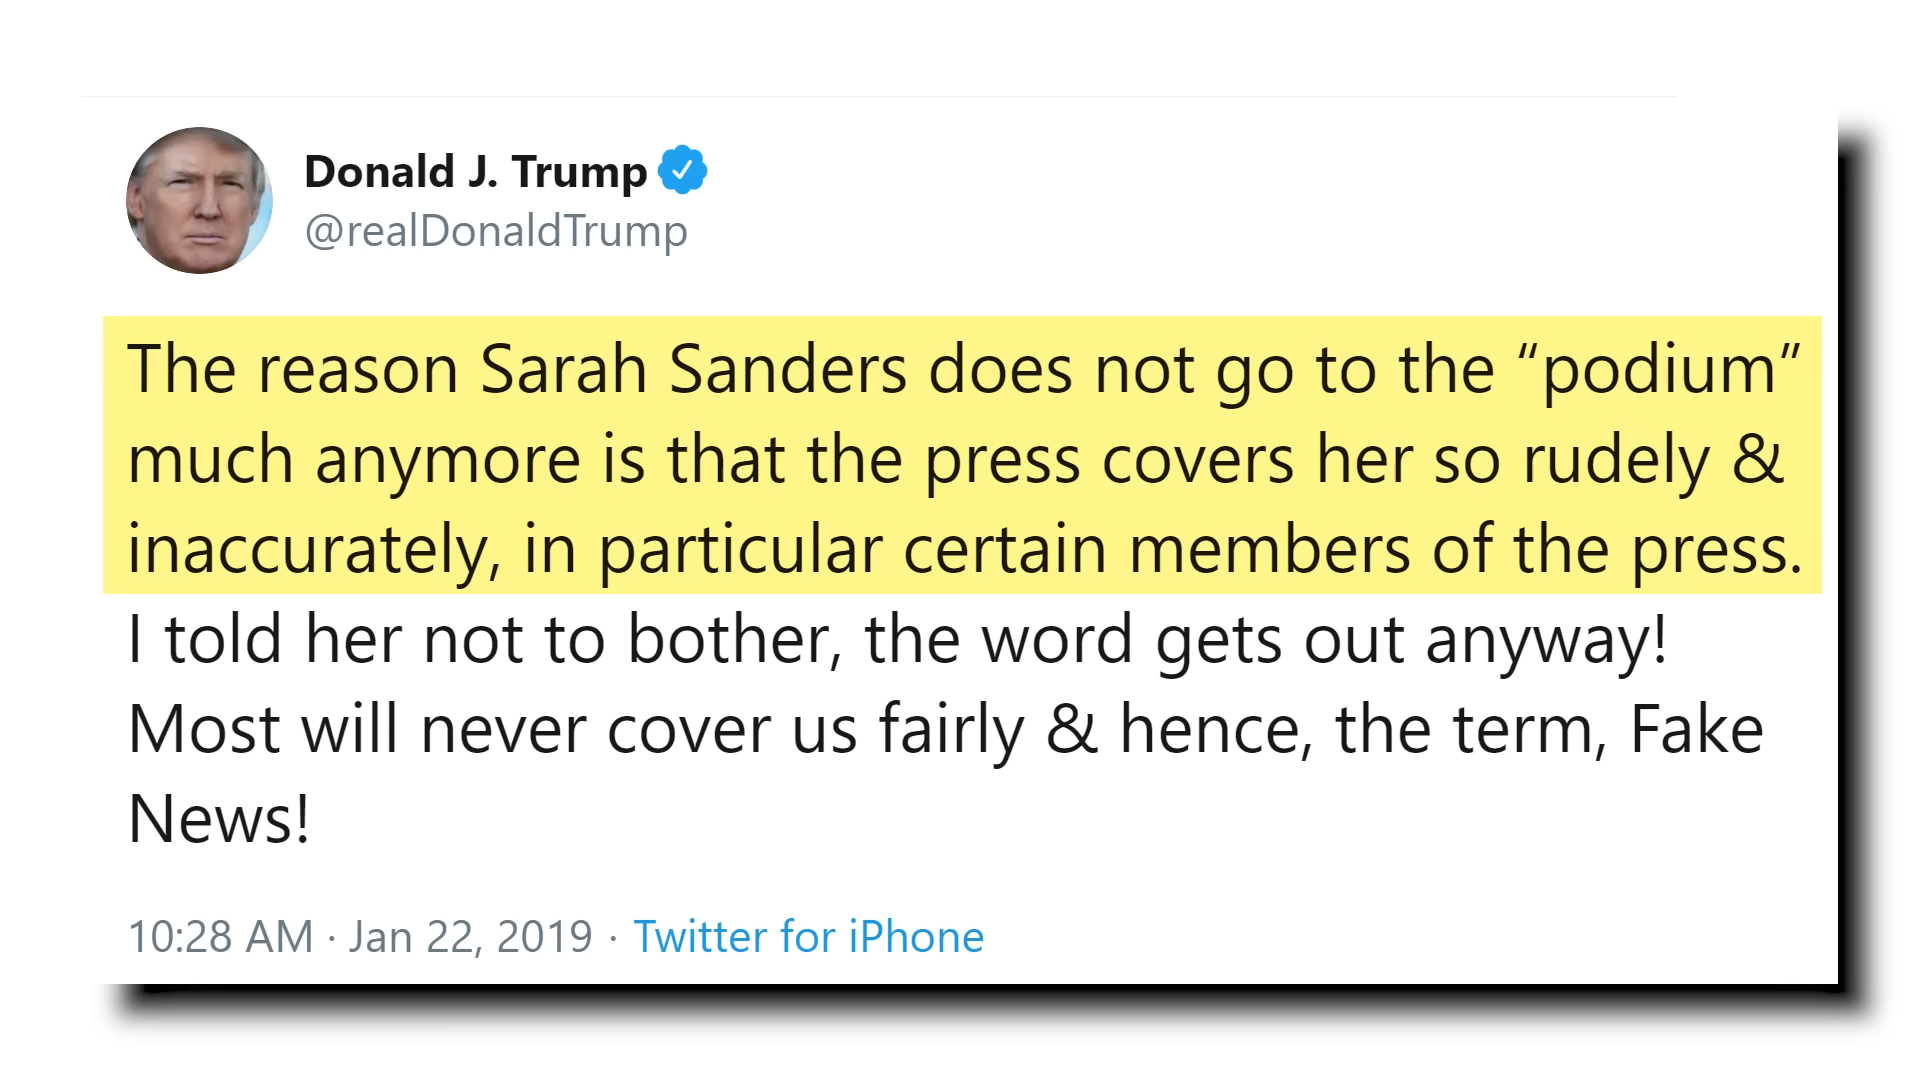 Donald J. Trump
@realDonaldTrump
The reason Sarah Sanders does not go to the “podium”
much anymore is that the press covers her so rudely &
inaccurately, in particular certain members of the press.
I told her not to bother, the word gets out anyway!
Most will never cover us fairly & hence, the term, Fake
News!
10:28 AM · Jan 22, 2019 · Twitter for iPhone